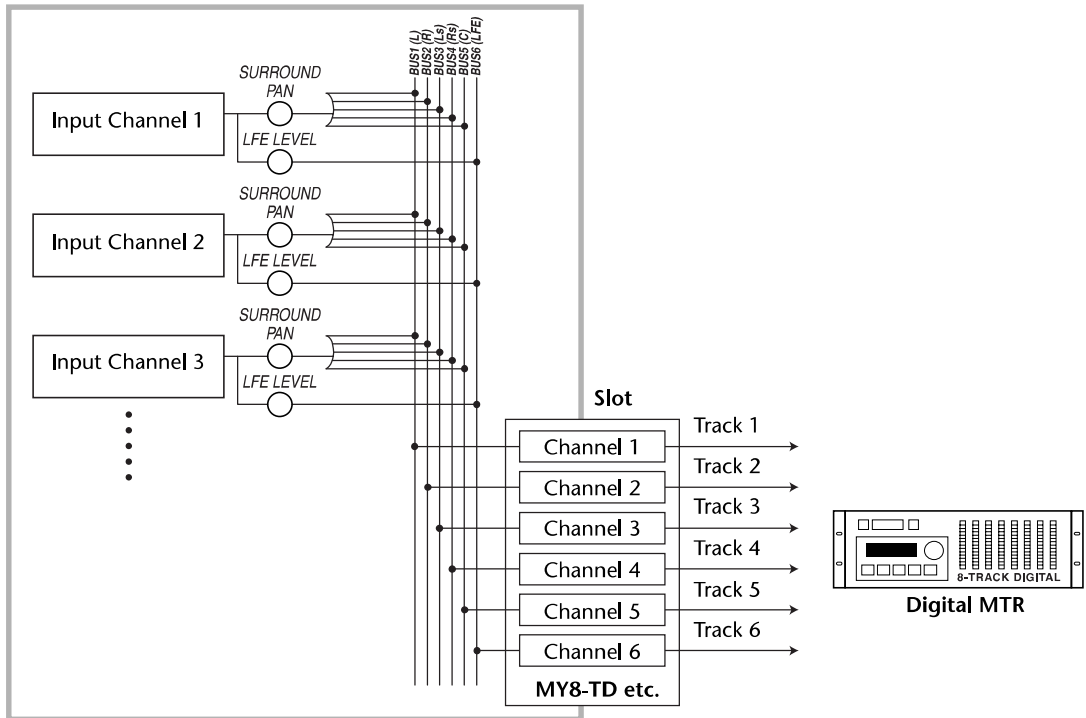 BUS1 (L)
BUS2 (R)
BUS3 (Ls)
BUS4 (Rs)
BUS5 (C)
BUS6 (LFE)
SURROUND
PAN
Input Channel 1
LFE LEVEL
SURROUND
PAN
Input Channel 2
LFE LEVEL
SURROUND
PAN
Input Channel 3
LFE LEVEL
Slot
Channel 1
Track 1
Channel 2
Track 2
Channel 3
Track 3
Channel 4
Track 4
Channel 5
Track 5
Channel 6
Track 6
MY8-TD etc.
8-TRACK DIGITAL
Digital MTR